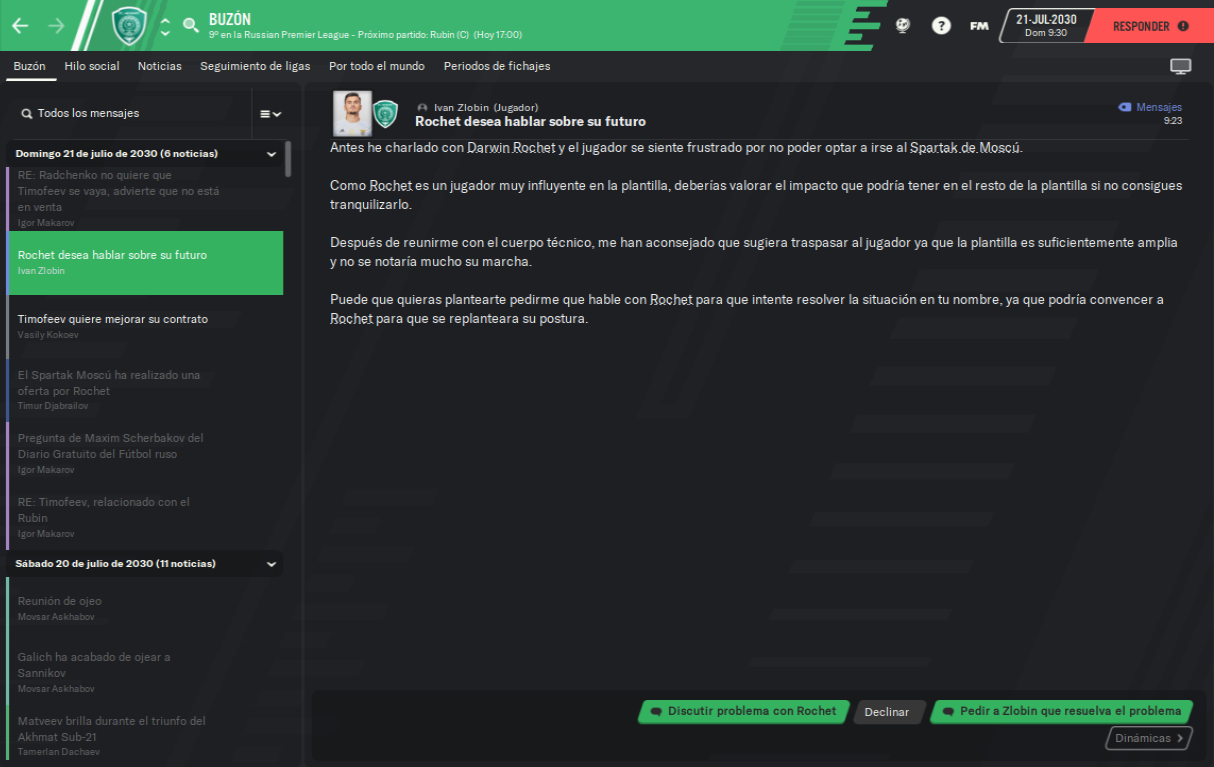 BUZÓN
9º en la Russian Premier League - Próximo partido: Rubin (C) (Hoy 17:00)
?
FM
21-JUL-2030
Dom 9:30
RESPONDER
Buzón
Hilo social
Noticias
Seguimiento de ligas
Por todo el mundo
Periodos de fichajes
Todos los mensajes
Domingo 21 de julio de 2030 (6 noticias)
RE: Radchenko no quiere que
Timofeev se vaya, advierte que no está
en venta
Igor Makarov
Rochet desea hablar sobre su futuro
Ivan Zlobin
Timofeev quiere mejorar su contrato
Vasily Kokoev
El Spartak Moscú ha realizado una
oferta por Rochet
Timur Djabrailov
Pregunta de Maxim Scherbakov del
Diario Gratuito del Fútbol ruso
Igor Makarov
RE: Timofeev, relacionado con el
Rubin
Igor Makarov
Sábado 20 de julio de 2030 (11 noticias)
Reunión de ojeo
Movsar Askhabov
Galich ha acabado de ojear a
Sannikov
Movsar Askhabov
Matveev brilla durante el triunfo del
Akhmat Sub-21
Tamerlan Dachaev
Ivan Zlobin (Jugador)
Rochet desea hablar sobre su futuro
Mensajes
9:23
Antes he charlado con Darwin Rochet y el jugador se siente frustrado por no poder optar a irse al Spartak de Moscú.
Como Rochet es un jugador muy influyente en la plantilla, deberías valorar el impacto que podría tener en el resto de la plantilla si no consigues
tranquilizarlo.
Después de reunirme con el cuerpo técnico, me han aconsejado que sugiera traspasar al jugador ya que la plantilla es suficientemente amplia
y no se notaría mucho su marcha.
Puede que quieras plantearte pedirme que hable con Rochet para que intente resolver la situación en tu nombre, ya que podría convencer a
Rochet para que se replanteara su postura.
Discutir problema con Rochet
Declinar
Pedir a Zlobin que resuelva el problema
Dinámicas